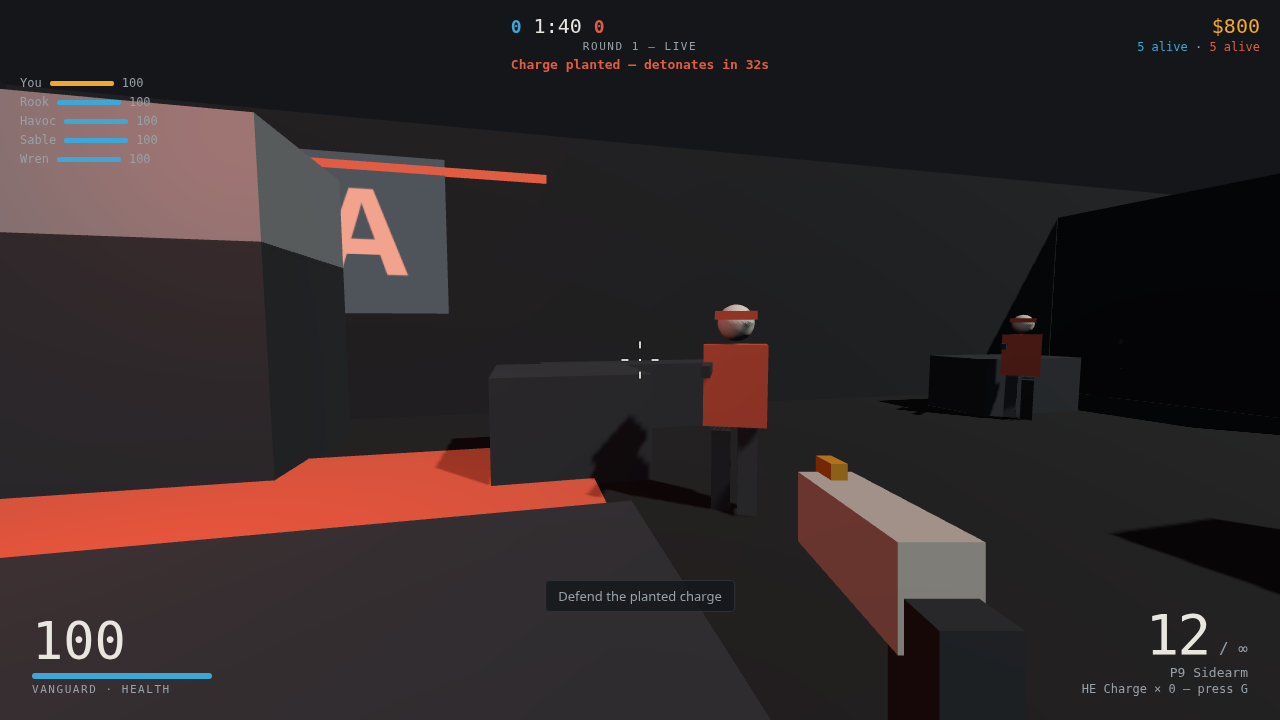 0 1:40 0
ROUND 1 — LIVE
Charge planted — detonates in 32s
$800
5 alive · 5 alive
You 100
Rook 100
Havoc 100
Sable 100
Wren 100
A
Defend the planted charge
100
VANGUARD · HEALTH
12 / ∞
P9 Sidearm
HE Charge × 0 — press G